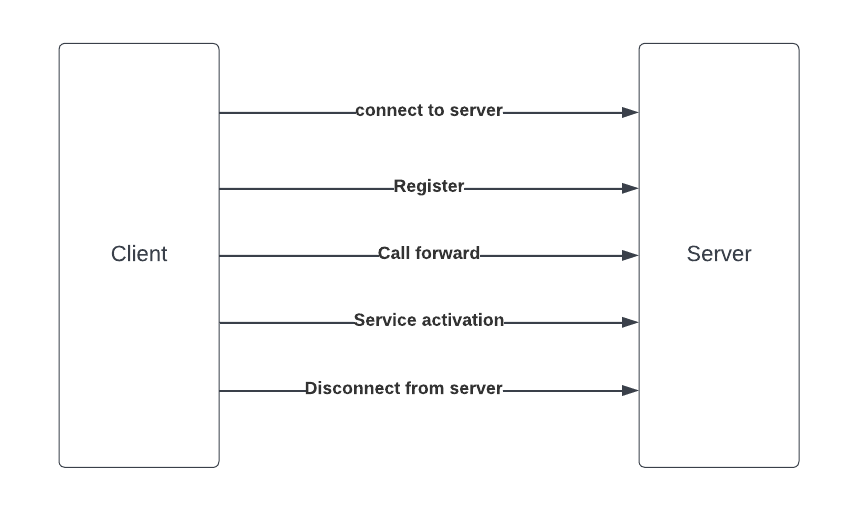 connect to server
Register
Client
Call forward
Server
Service activation
Disconnect from server